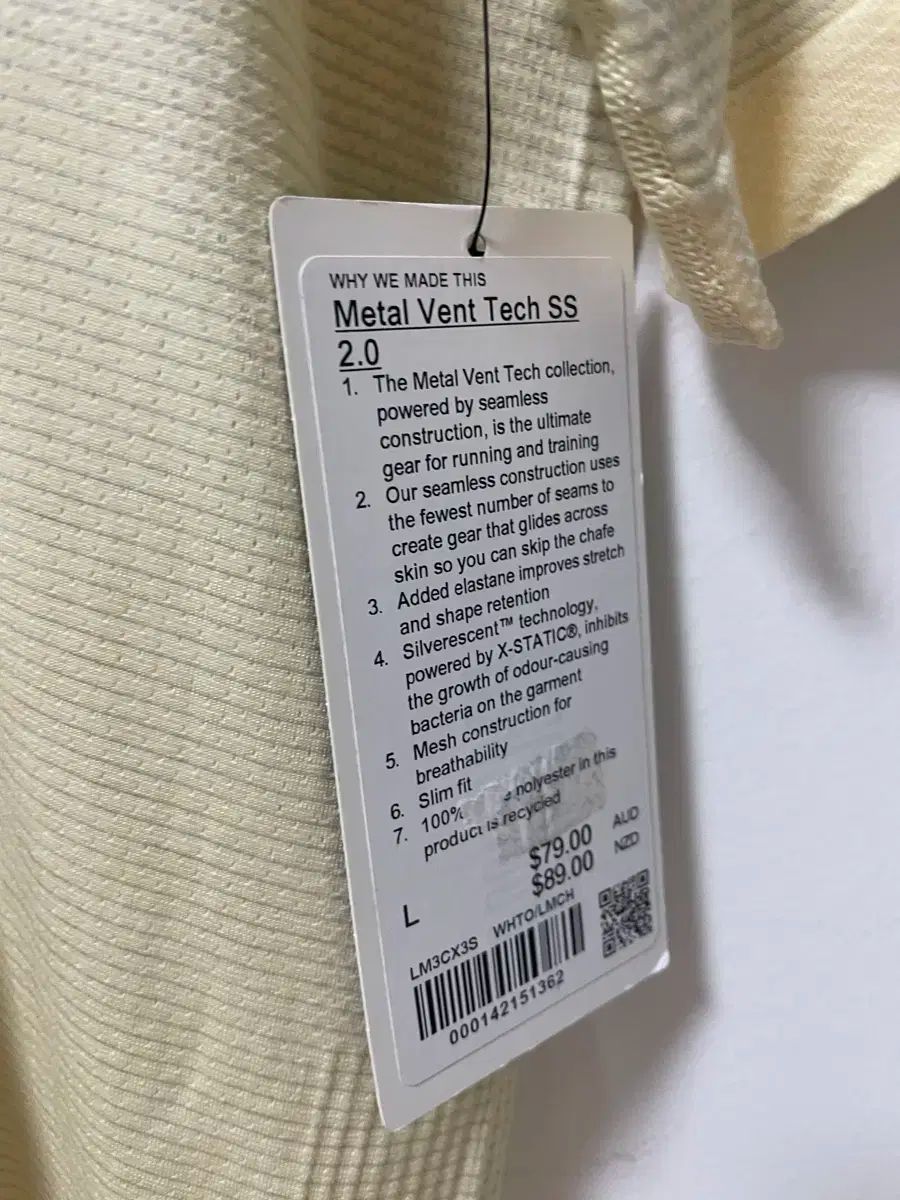 WHY WE MADE THIS
Metal Vent Tech SS
2.0
1. The Metal Vent Tech collection,
powered by seamless
construction, is the ultimate
gear for running and training
2. Our seamless construction uses
the fewest number of seams to
create gear that glides across
skin so you can skip the chafe
3. Added elastane improves stretch
and shape retention
4. Silverescent™ technology,
powered by X-STATIC®, inhibits
the growth of odour-causing
bacteria on the garment
5. Mesh construction for
breathability
6. Slim fit
7. 100% polyester in this
product is recycled
$79.00 AUD
$89.00 NZD
L
LM3CX3S WHTO/LMCH
000142151362